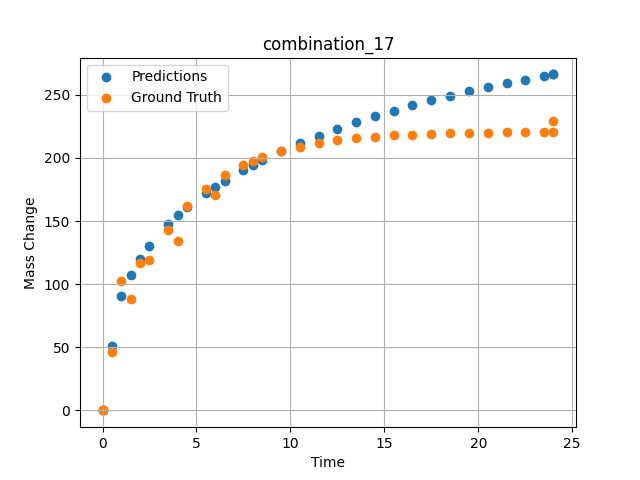 combination_17
Predictions
Ground Truth
Mass Change
250
200
150
100
50
0
0 5 10 15 20 25
Time